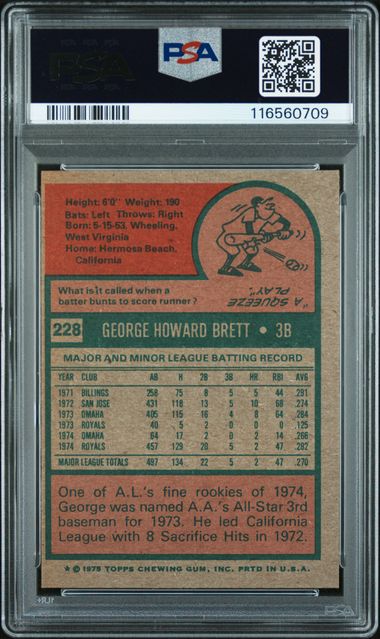 PSA
PSA
116560709
Height: 6'0" Weight: 190
Bats: Left Throws: Right
Born: 5-15-53, Wheeling,
West Virginia
Home: Hermosa Beach,
California
What is it called when a
batter bunts to score runner?
"A SQUEEZE
PLAY".
228 GEORGE HOWARD BRETT • 3B
MAJOR AND MINOR LEAGUE BATTING RECORD
YEAR CLUB AB H 2B 3B HR RBI AVG
1971 BILLINGS 258 75 8 5 5 44 .291
1972 SAN JOSE 431 118 13 5 10 68 .274
1973 OMAHA 405 115 16 4 8 64 .284
1973 ROYALS 40 5 2 0 0 0 .125
1974 OMAHA 64 17 2 0 2 14 .266
1974 ROYALS 457 129 20 5 2 47 .282
MAJOR LEAGUE TOTALS 497 134 22 5 2 47 .270
One of A.L.'s fine rookies of 1974,
George was named A.A.'s All-Star 3rd
baseman for 1973. He led California
League with 8 Sacrifice Hits in 1972.
* © 1975 TOPPS CHEWING GUM, INC. PRTD IN U.S.A.